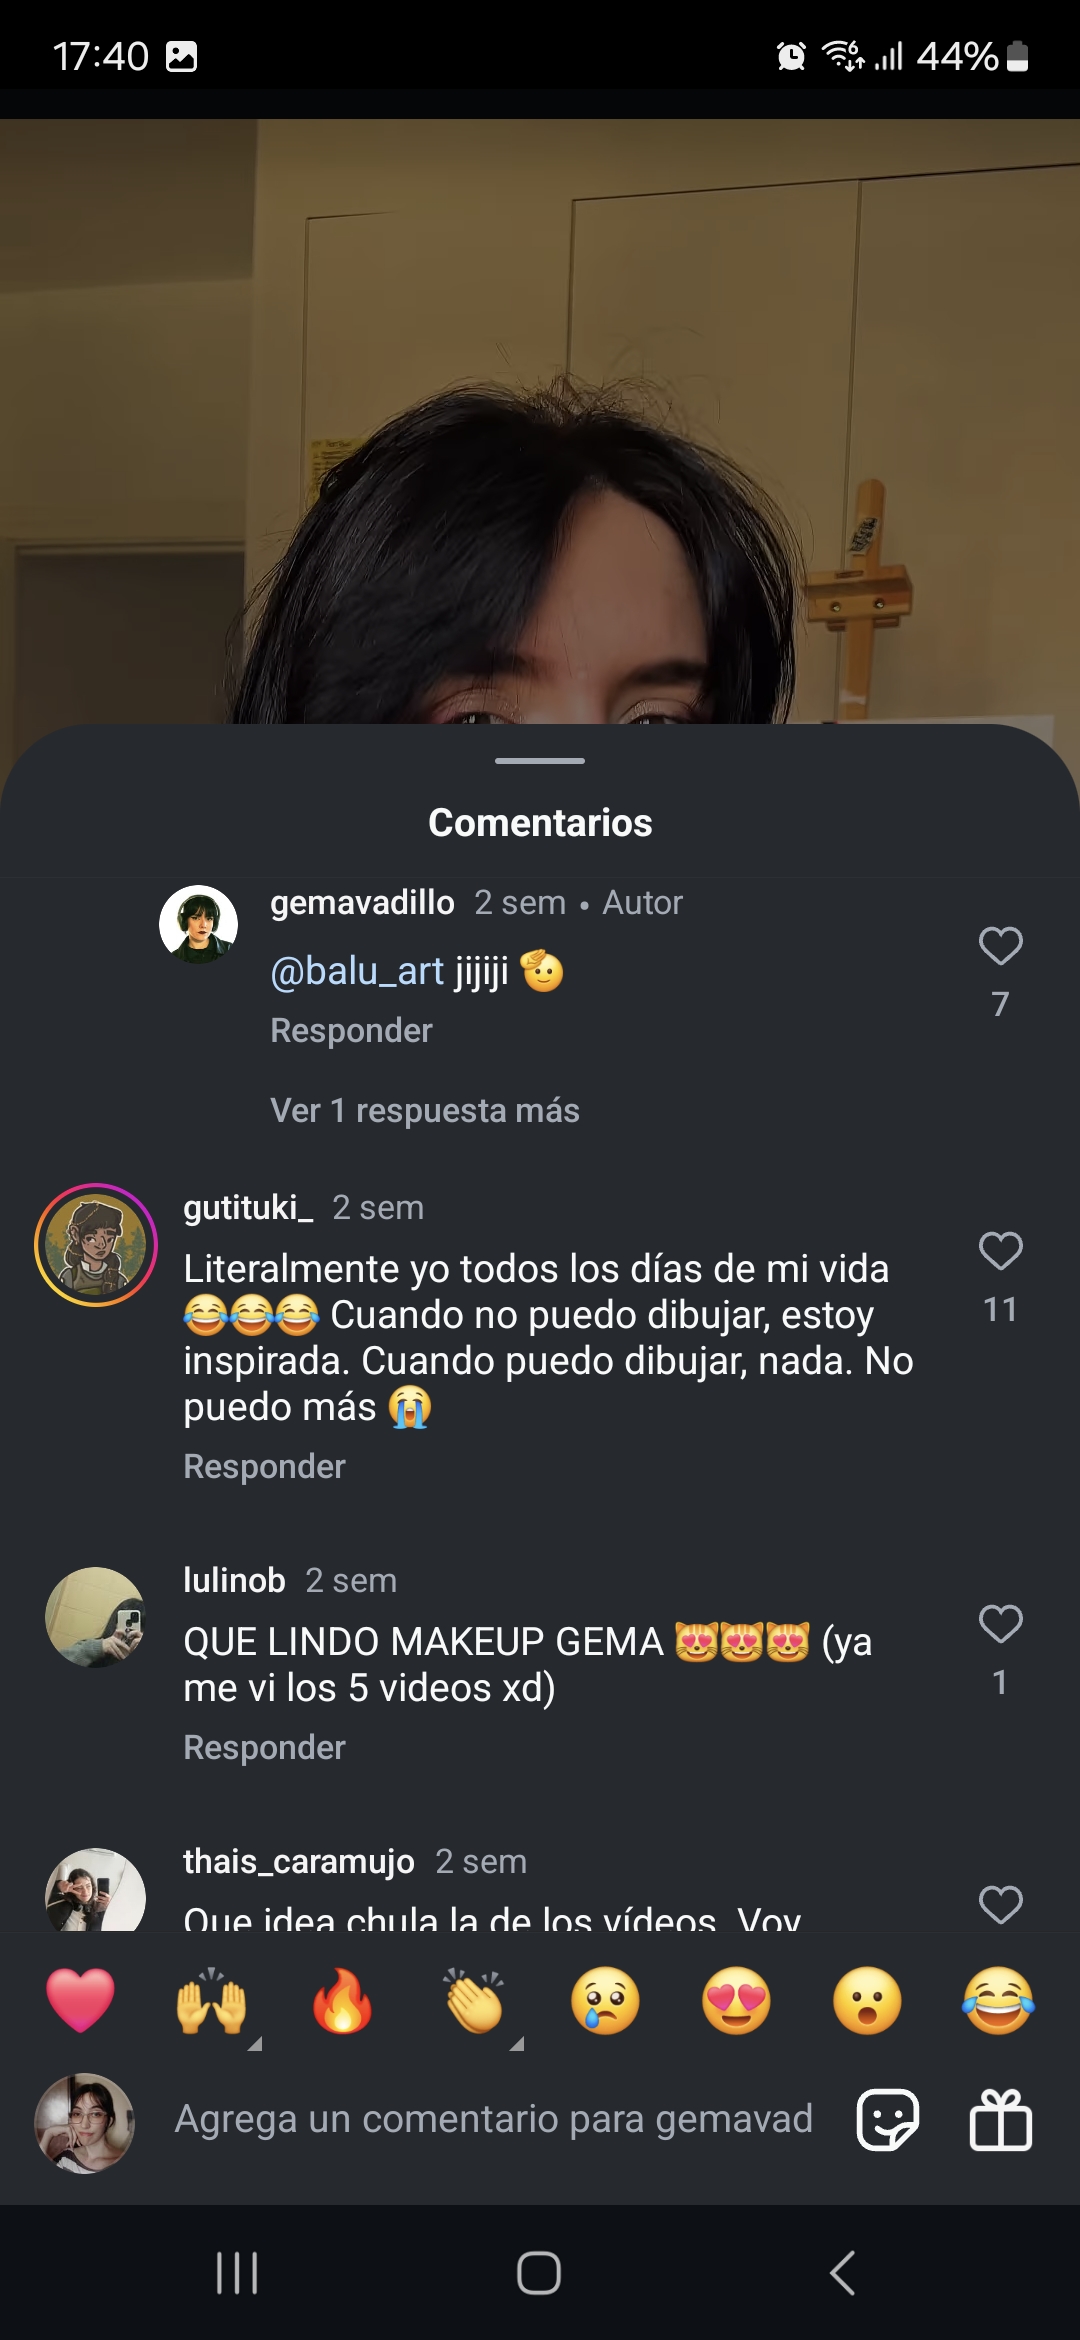 17:40 44%
Comentarios
gemavadillo 2 sem • Autor
@balu_art jijiji 🫡
7
Responder
Ver 1 respuesta más
gutituki_ 2 sem
Literalmente yo todos los días de mi vida
😂😂😂 Cuando no puedo dibujar, estoy
11
inspirada. Cuando puedo dibujar, nada. No
puedo más 😭
Responder
lulinob 2 sem
QUE LINDO MAKEUP GEMA 😻😻😻 (ya
me vi los 5 videos xd)
1
Responder
thais_caramujo 2 sem
Que idea chula la de los vídeos. Voy
Agrega un comentario para gemavad